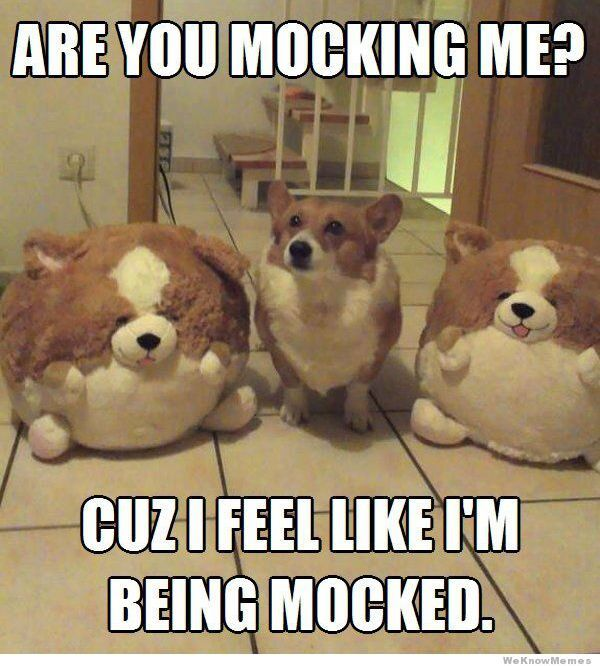 ARE YOU MOCKING ME?
CUZ I FEEL LIKE I'M
BEING MOCKED.
WeKnowMemes